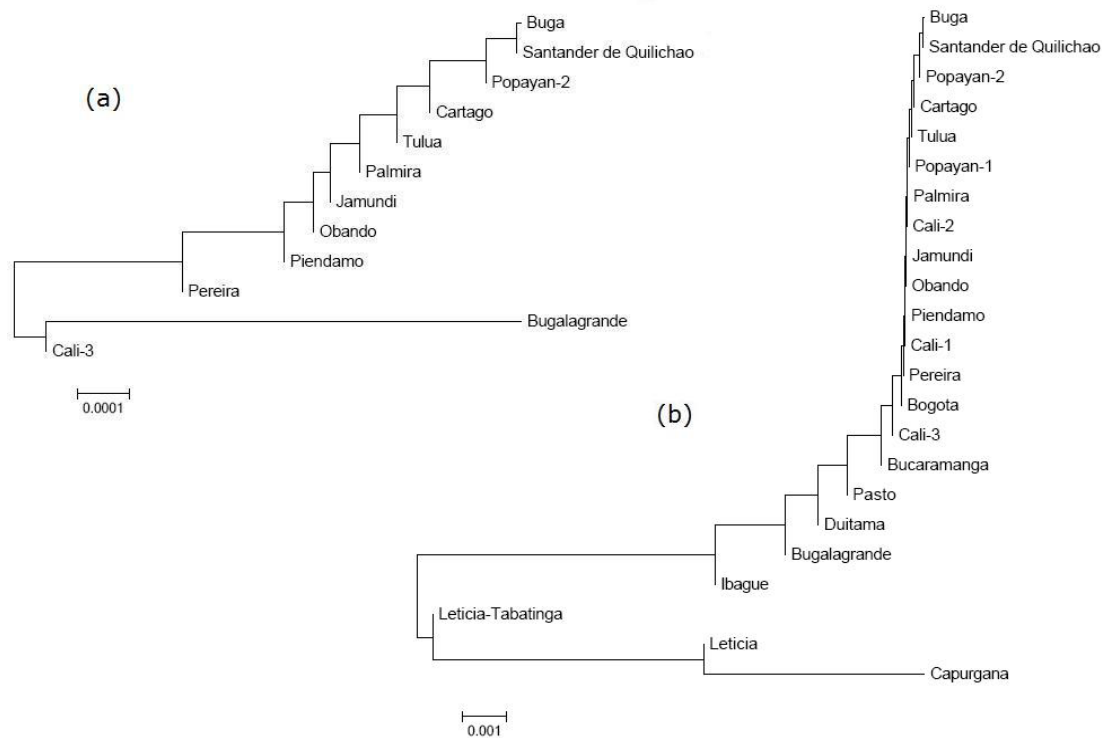 (a)
Buga
Santander de Quilichao
Popayan-2
Cartago
Tulua
Palmira
Jamundi
Obando
Piendamo
Pereira
Bugalagrande
Cali-3
0.0001
(b)
Buga
Santander de Quilichao
Popayan-2
Cartago
Tulua
Popayan-1
Palmira
Cali-2
Jamundi
Obando
Piendamo
Cali-1
Pereira
Bogota
Cali-3
Bucaramanga
Pasto
Duitama
Bugalagrande
Ibague
Leticia-Tabatinga
Leticia
Capurgana
0.001